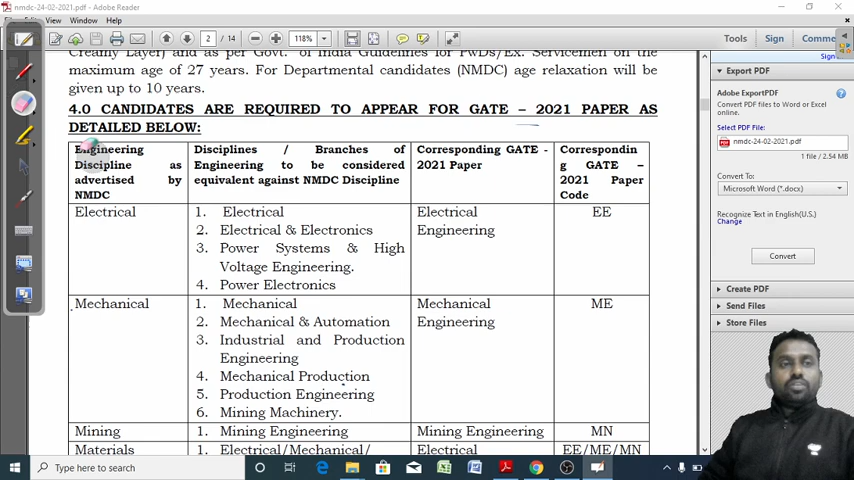 nmdc-24-02-2021.pdf - Adobe Reader
Edit View Window Help
2 / 14 118% Tools Sign Comme
Creamy Layer) and as per Govt. of India Guidelines for PwDs/Ex. Servicemen on the
maximum age of 27 years. For Departmental candidates (NMDC) age relaxation will be
given up to 10 years.
4.0 CANDIDATES ARE REQUIRED TO APPEAR FOR GATE – 2021 PAPER AS
DETAILED BELOW:
Engineering
Discipline as
advertised by
NMDC
Disciplines / Branches of
Engineering to be considered
equivalent against NMDC Discipline
Corresponding GATE -
2021 Paper
Correspondin
g GATE –
2021 Paper
Code
Electrical
1. Electrical
2. Electrical & Electronics
3. Power Systems & High
Voltage Engineering.
4. Power Electronics
Electrical
Engineering
EE
Mechanical
1. Mechanical
2. Mechanical & Automation
3. Industrial and Production
Engineering
4. Mechanical Production
5. Production Engineering
6. Mining Machinery.
Mechanical
Engineering
ME
Mining
1. Mining Engineering
Mining Engineering
MN
Materials
1. Electrical/Mechanical/
Electrical
EE/ME/MN
Sign
Export PDF
Adobe ExportPDF
Convert PDF files to Word or Excel
online.
Select PDF File:
nmdc-24-02-2021.pdf
1 file / 2.54 MB
Convert To:
Microsoft Word (*.docx)
Recognize Text in English(U.S.)
Change
Convert
Create PDF
Send Files
Store Files
Type here to search